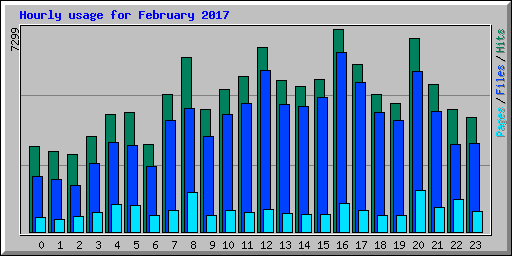 Hourly usage for February 2017
7299
Pages/Files/Hits
0 1 2 3 4 5 6 7 8 9 10 11 12 13 14 15 16 17 18 19 20 21 22 23